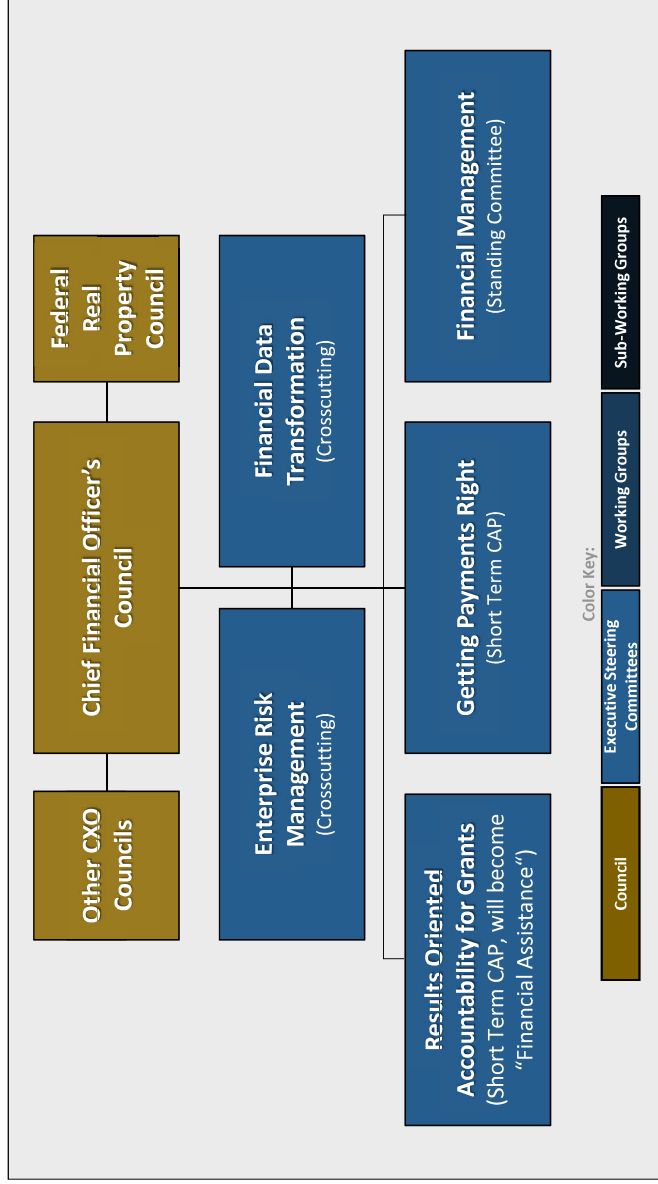 Other CXO
Councils
Chief Financial Officer’s
Council
Federal
Real
Property
Council
Enterprise Risk
Management
(Crosscutting)
Financial Data
Transformation
(Crosscutting)
Results Oriented
Accountability for Grants
(Short Term CAP, will become
“Financial Assistance“)
Getting Payments Right
(Short Term CAP)
Financial Management
(Standing Committee)
Color Key:
Council
Executive Steering
Committees
Working Groups
Sub-Working Groups